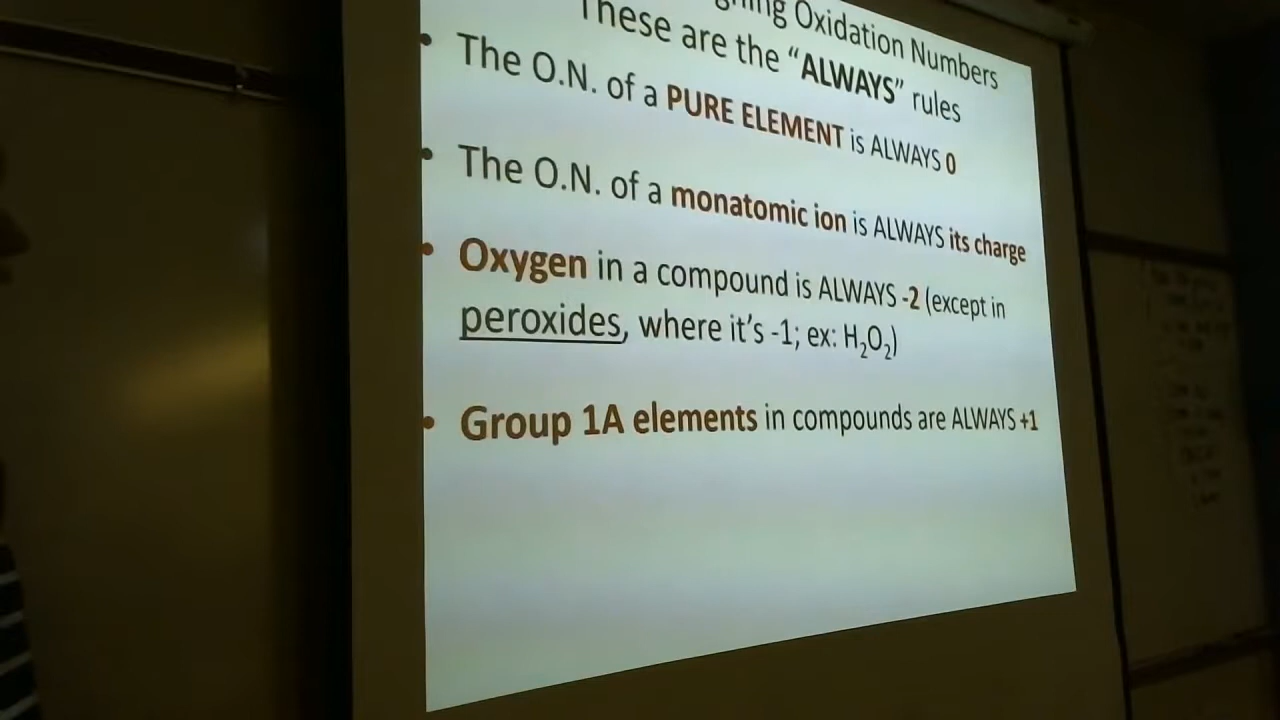 Oxidation Numbers
These are the “ALWAYS” rules
• The O.N. of a PURE ELEMENT is ALWAYS 0
• The O.N. of a monatomic ion is ALWAYS its charge
• Oxygen in a compound is ALWAYS -2 (except in
peroxides, where it’s -1; ex: H₂O₂)
• Group 1A elements in compounds are ALWAYS +1